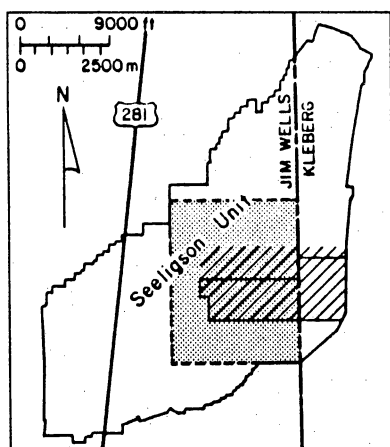 0 9000 ft
0 2500 m
N
281
JIM WELLS
KLEBERG
Seeligson Unit